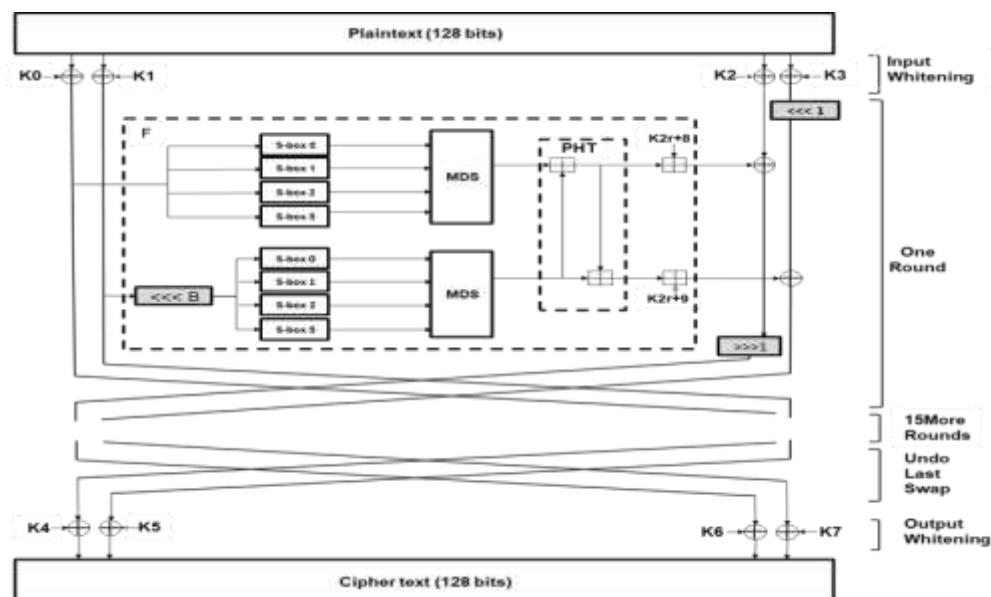 Plaintext (128 bits)
K0
K1
K2
K3
Input
Whitening
<<< 1
F
S-box 0
S-box 1
S-box 2
S-box 3
MDS
PHT
K2r+8
One
Round
<<< B
S-box 0
S-box 1
S-box 2
S-box 3
MDS
K2r+9
>>>1
15More
Rounds
Undo
Last
Swap
K4
K5
K6
K7
Output
Whitening
Cipher text (128 bits)